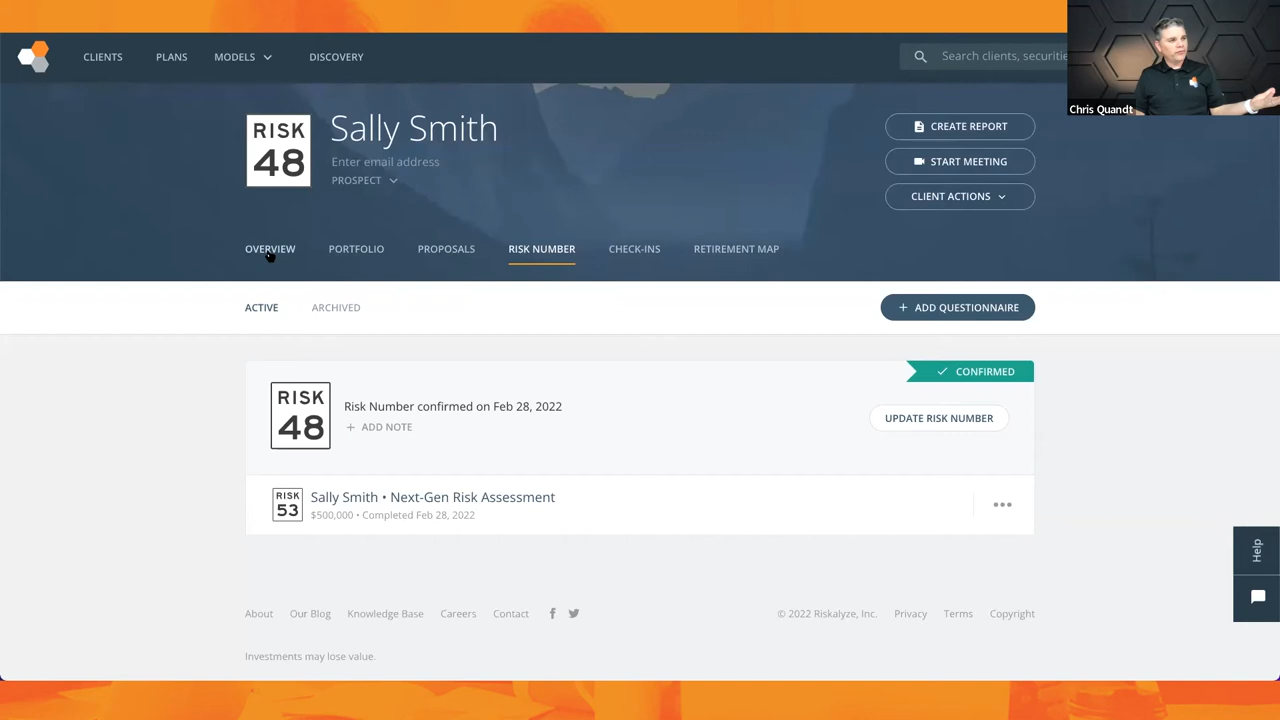 CLIENTS PLANS MODELS DISCOVERY Search clients, securitie
Chris Quandt
RISK
48
Sally Smith
Enter email address
PROSPECT
CREATE REPORT
START MEETING
CLIENT ACTIONS
OVERVIEW PORTFOLIO PROPOSALS RISK NUMBER CHECK-INS RETIREMENT MAP
ACTIVE ARCHIVED + ADD QUESTIONNAIRE
CONFIRMED
RISK
48
Risk Number confirmed on Feb 28, 2022
+ ADD NOTE
UPDATE RISK NUMBER
RISK
53
Sally Smith • Next-Gen Risk Assessment
$500,000 • Completed Feb 28, 2022
Help
About Our Blog Knowledge Base Careers Contact © 2022 Riskalyze, Inc. Privacy Terms Copyright
Investments may lose value.